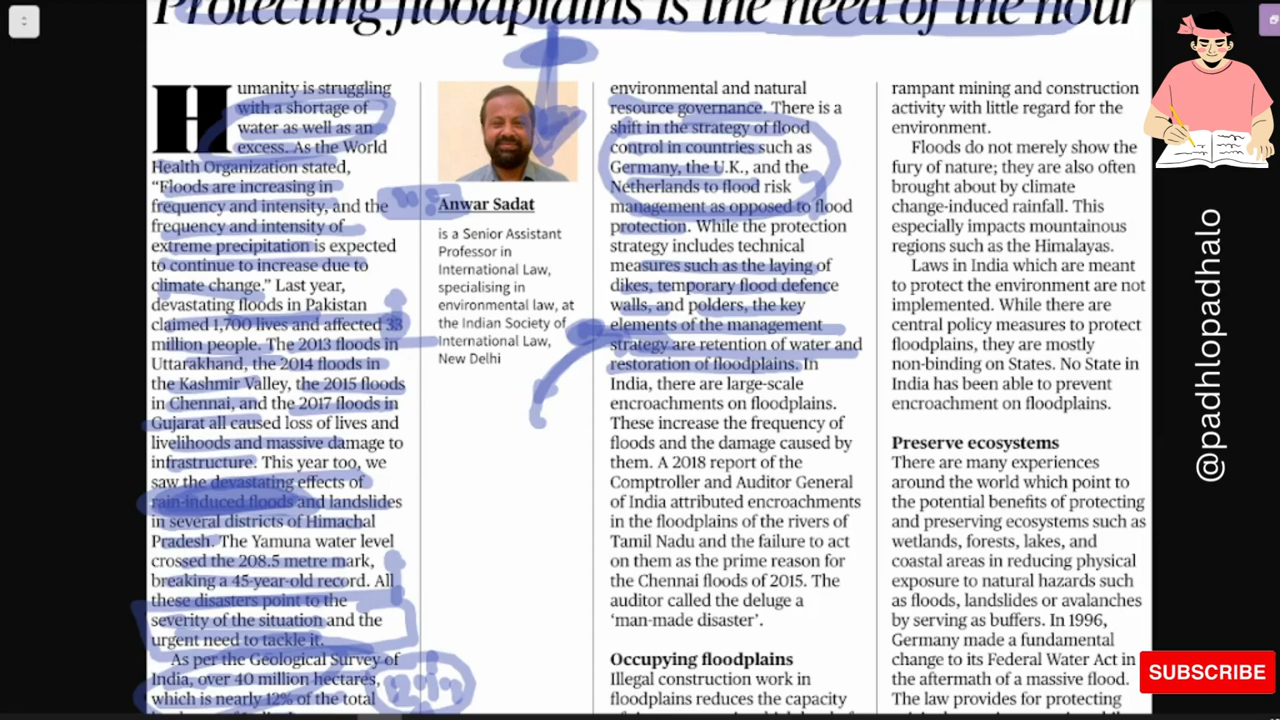 Protecting floodplains is the need of the hour
Humanity is struggling
with a shortage of
water as well as an
excess. As the World
Health Organization stated,
“Floods are increasing in
frequency and intensity, and the
frequency and intensity of
extreme precipitation is expected
to continue to increase due to
climate change.” Last year,
devastating floods in Pakistan
claimed 1,700 lives and affected 33
million people. The 2013 floods in
Uttarakhand, the 2014 floods in
the Kashmir Valley, the 2015 floods
in Chennai, and the 2017 floods in
Gujarat all caused loss of lives and
livelihoods and massive damage to
infrastructure. This year too, we
saw the devastating effects of
rain-induced floods and landslides
in several districts of Himachal
Pradesh. The Yamuna water level
crossed the 208.5 metre mark,
breaking a 45-year-old record. All
these disasters point to the
severity of the situation and the
urgent need to tackle it.
As per the Geological Survey of
India, over 40 million hectares,
which is nearly 12% of the total
Anwar Sadat
is a Senior Assistant
Professor in
International Law,
specialising in
environmental law, at
the Indian Society of
International Law,
New Delhi
environmental and natural
resource governance. There is a
shift in the strategy of flood
control in countries such as
Germany, the U.K., and the
Netherlands to flood risk
management as opposed to flood
protection. While the protection
strategy includes technical
measures such as the laying of
dikes, temporary flood defence
walls, and polders, the key
elements of the management
strategy are retention of water and
restoration of floodplains. In
India, there are large-scale
encroachments on floodplains.
These increase the frequency of
floods and the damage caused by
them. A 2018 report of the
Comptroller and Auditor General
of India attributed encroachments
in the floodplains of the rivers of
Tamil Nadu and the failure to act
on them as the prime reason for
the Chennai floods of 2015. The
auditor called the deluge a
‘man-made disaster’.
Occupying floodplains
Illegal construction work in
floodplains reduces the capacity
rampant mining and construction
activity with little regard for the
environment.
Floods do not merely show the
fury of nature; they are also often
brought about by climate
change-induced rainfall. This
especially impacts mountainous
regions such as the Himalayas.
Laws in India which are meant
to protect the environment are not
implemented. While there are
central policy measures to protect
floodplains, they are mostly
non-binding on States. No State in
India has been able to prevent
encroachment on floodplains.
Preserve ecosystems
There are many experiences
around the world which point to
the potential benefits of protecting
and preserving ecosystems such as
wetlands, forests, lakes, and
coastal areas in reducing physical
exposure to natural hazards such
as floods, landslides or avalanches
by serving as buffers. In 1996,
Germany made a fundamental
change to its Federal Water Act in
the aftermath of a massive flood.
The law provides for protecting
@padhlopadhalo
SUBSCRIBE